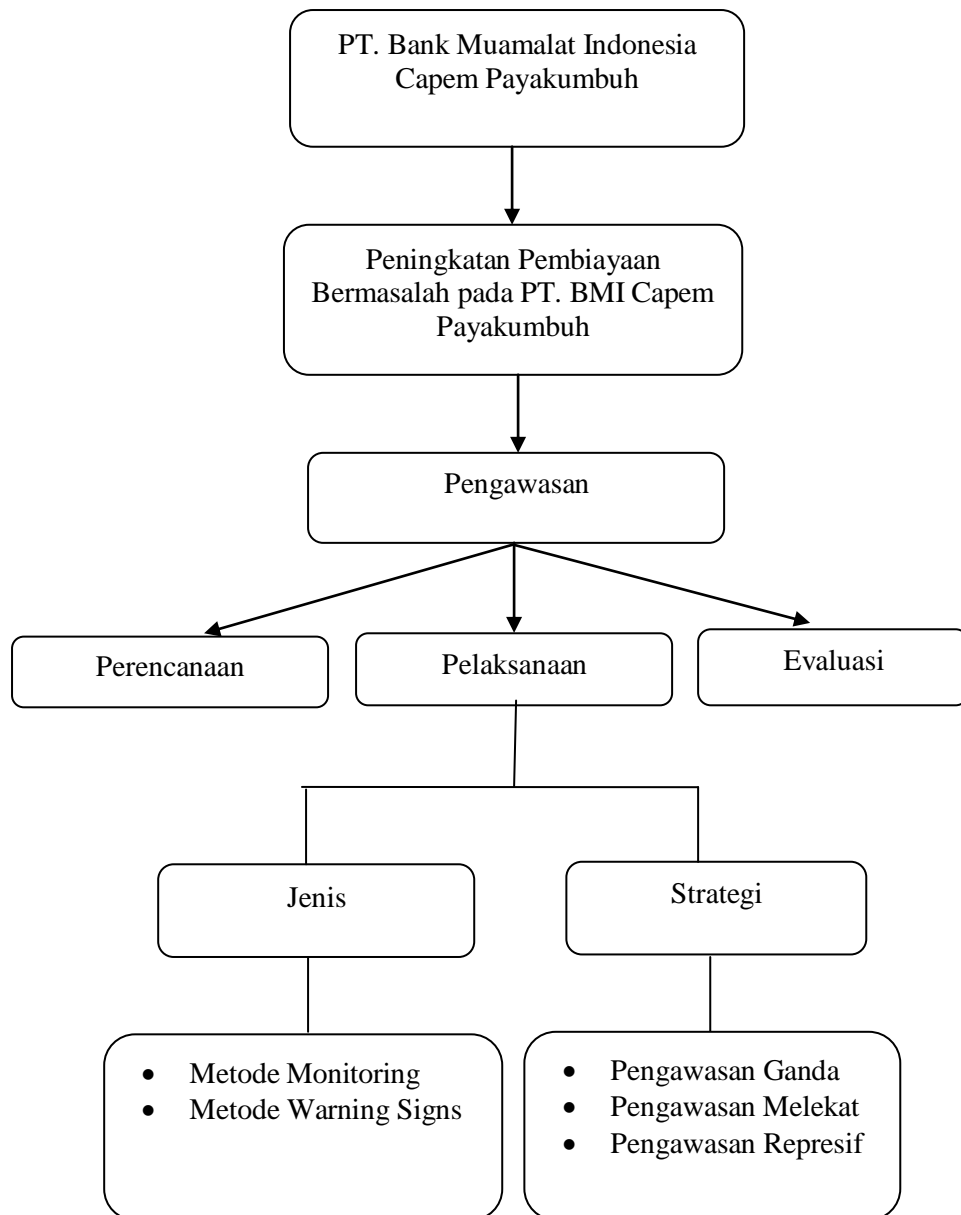 PT. Bank Muamalat Indonesia
Capem Payakumbuh
Peningkatan Pembiayaan
Bermasalah pada PT. BMI Capem
Payakumbuh
Pengawasan
Perencanaan
Pelaksanaan
Evaluasi
Jenis
Strategi
• Metode Monitoring
• Metode Warning Signs
• Pengawasan Ganda
• Pengawasan Melekat
• Pengawasan Represif